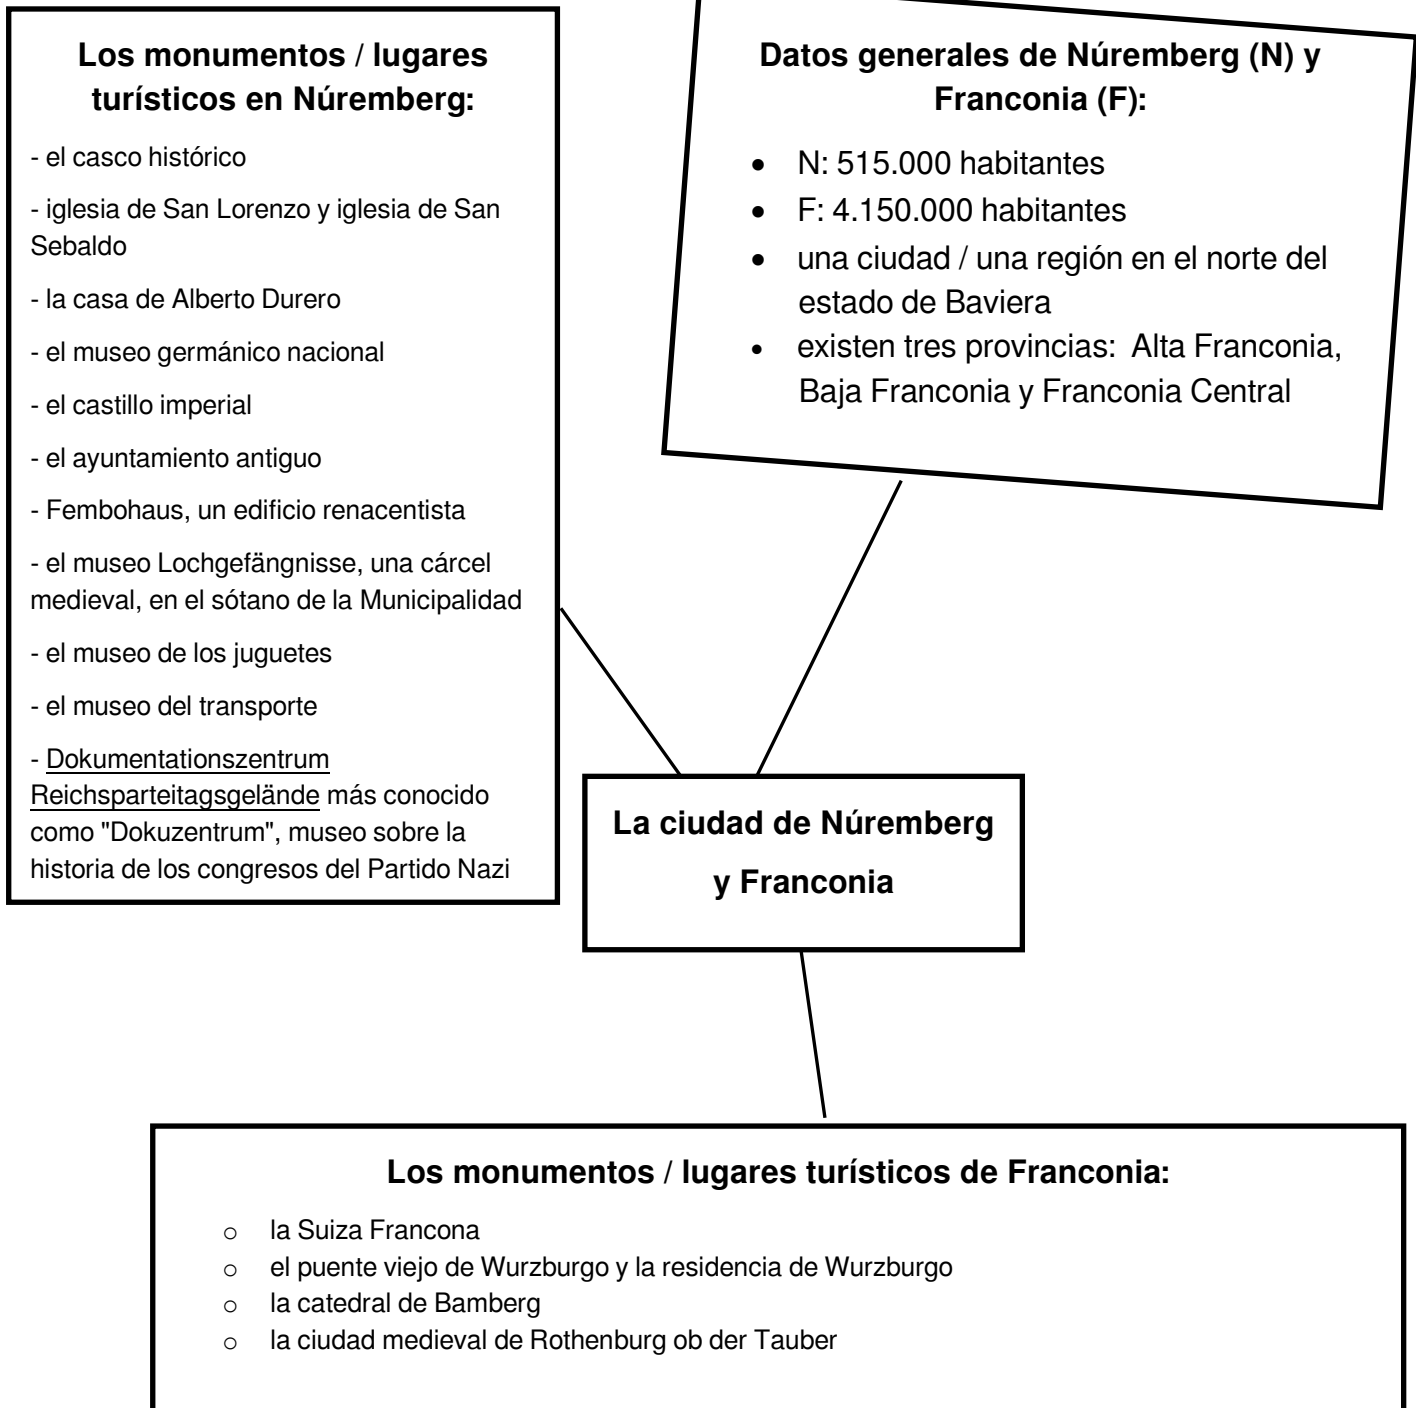 Los monumentos / lugares
turísticos en Núremberg:
- el casco histórico
- iglesia de San Lorenzo y iglesia de San
Sebaldo
- la casa de Alberto Durero
- el museo germánico nacional
- el castillo imperial
- el ayuntamiento antiguo
- Fembohaus, un edificio renacentista
- el museo Lochgefängnisse, una cárcel
medieval, en el sótano de la Municipalidad
- el museo de los juguetes
- el museo del transporte
- Dokumentationszentrum
Reichsparteitagsgelände más conocido
como "Dokuzentrum", museo sobre la
historia de los congresos del Partido Nazi
Datos generales de Núremberg (N) y
Franconia (F):
• N: 515.000 habitantes
• F: 4.150.000 habitantes
• una ciudad / una región en el norte del
estado de Baviera
• existen tres provincias: Alta Franconia,
Baja Franconia y Franconia Central
La ciudad de Núremberg
y Franconia
Los monumentos / lugares turísticos de Franconia:
o la Suiza Francona
o el puente viejo de Wurzburgo y la residencia de Wurzburgo
o la catedral de Bamberg
o la ciudad medieval de Rothenburg ob der Tauber